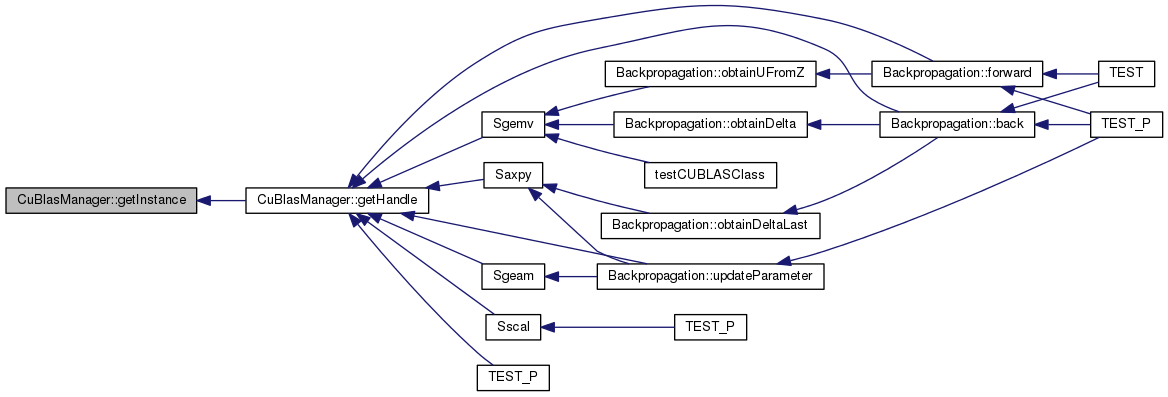 CuBlasManager::getInstance
CuBlasManager::getHandle
Sgemv
Saxpy
Sgeam
Sscal
TEST_P
Backpropagation::obtainUFromZ
Backpropagation::obtainDelta
testCUBLASClass
Backpropagation::obtainDeltaLast
Backpropagation::updateParameter
TEST_P
Backpropagation::forward
Backpropagation::back
TEST
TEST_P